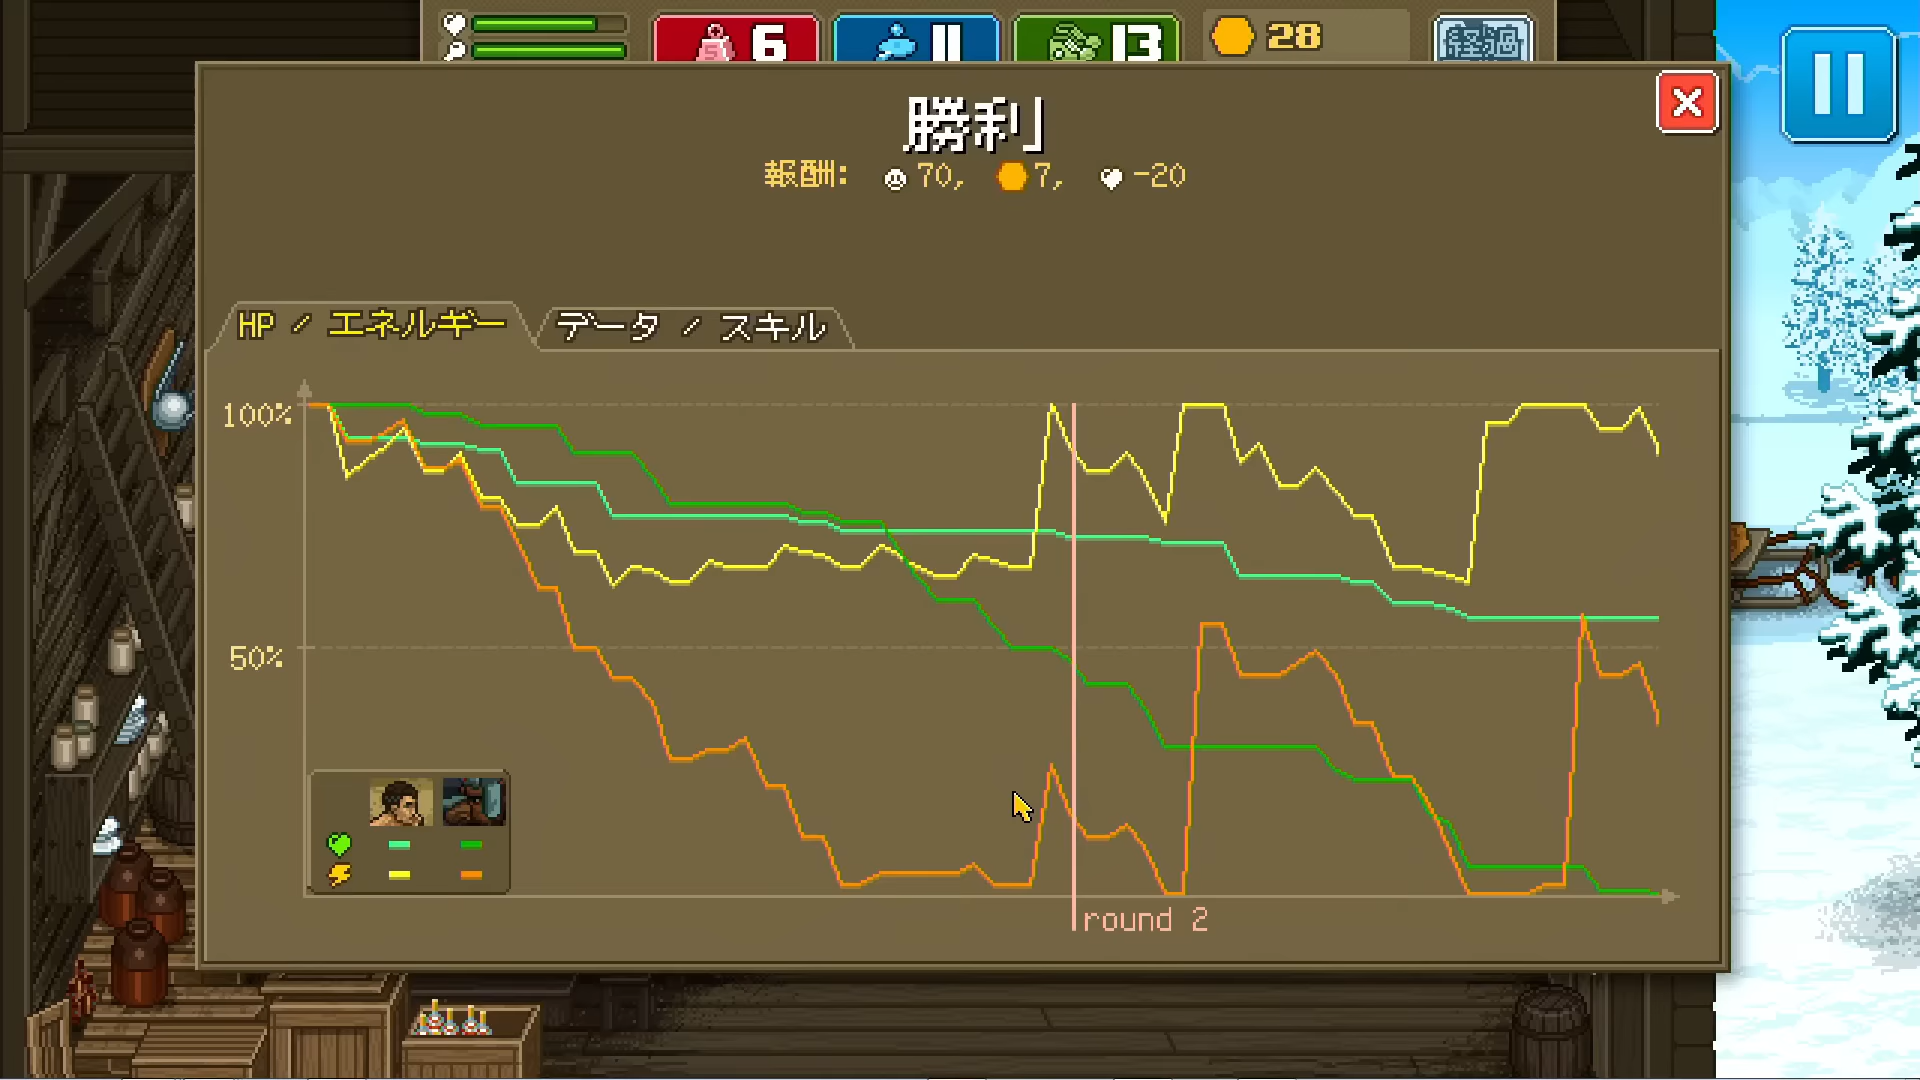 6 11 13 28 経過
勝利
報酬: 70, 7, -20
HP / エネルギー データ / スキル
100%
50%
round 2